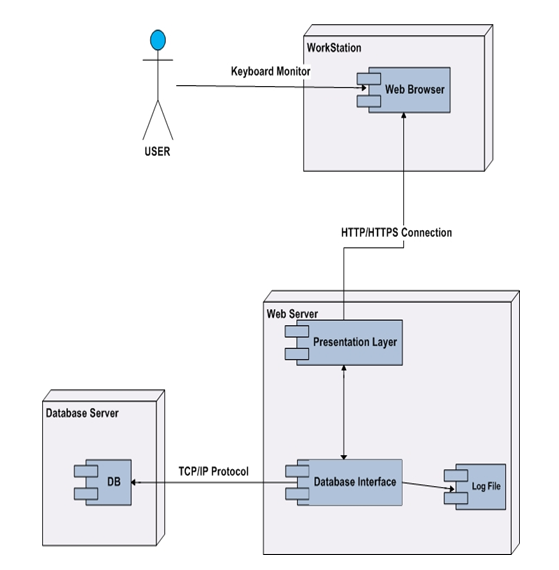 WorkStation
Keyboard Monitor
Web Browser
USER
HTTP/HTTPS Connection
Web Server
Presentation Layer
Database Server
TCP/IP Protocol
DB
Database Interface
Log File